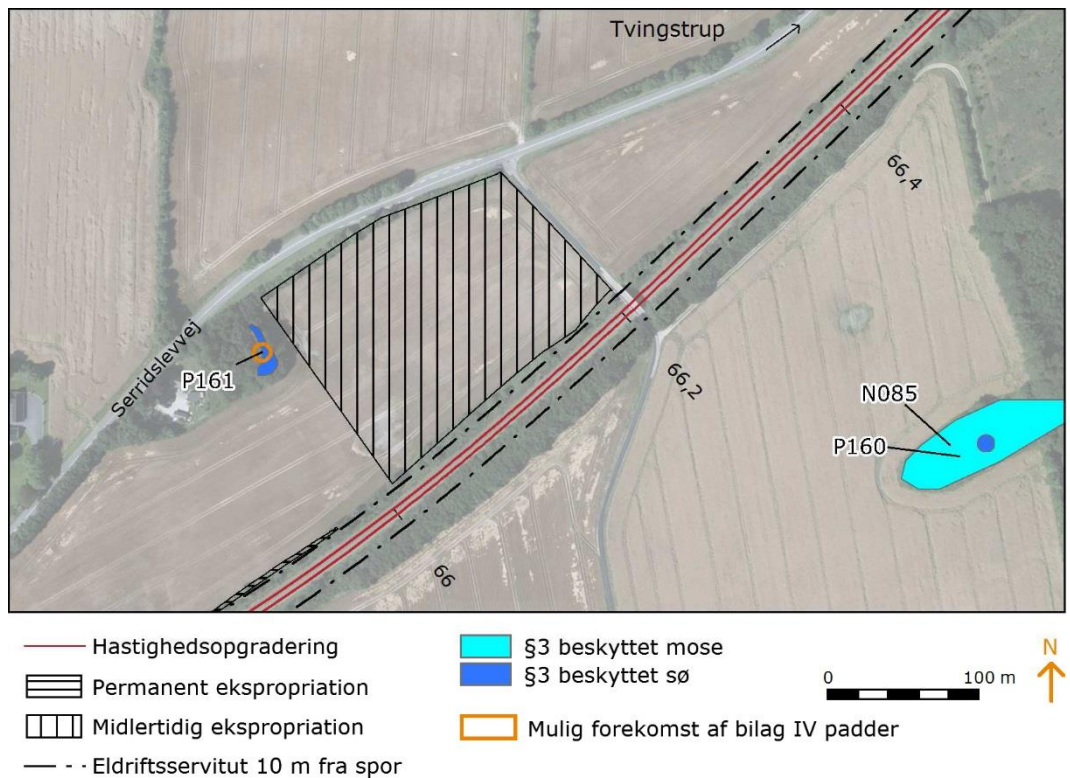 Tvingstrup
66,4
Serridslevvej
P161
66,2
N085
P160
66
Hastighedsopgradering
Permanent ekspropriation
Midlertidig ekspropriation
Eldriftsservitut 10 m fra spor
§3 beskyttet mose
§3 beskyttet sø
Mulig forekomst af bilag IV padder
0 100 m
N